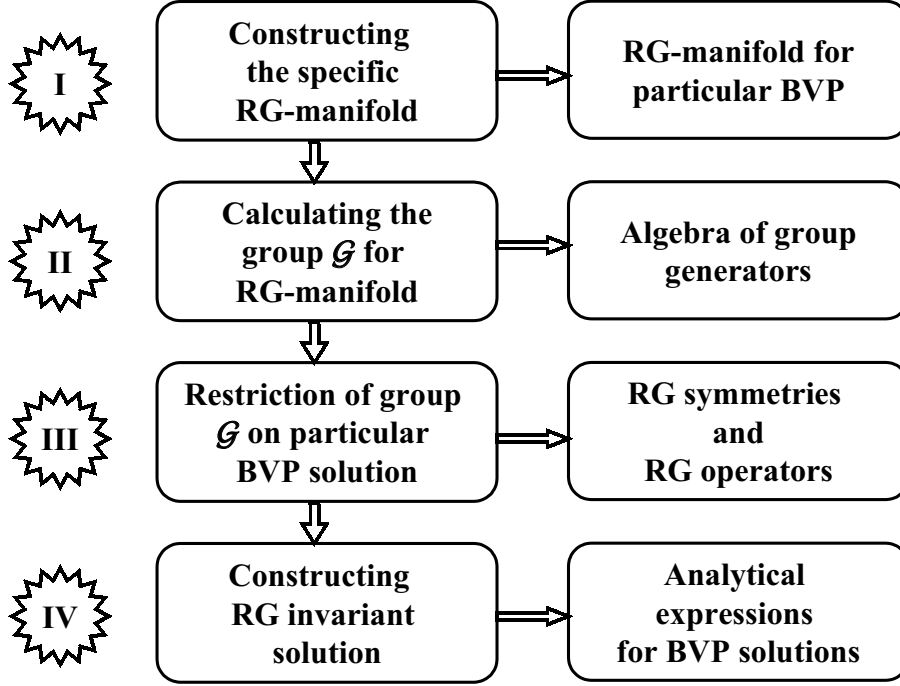 I
Constructing
the specific
RG-manifold
RG-manifold for
particular BVP
II
Calculating the
group 𝒢 for
RG-manifold
Algebra of group
generators
III
Restriction of group
𝒢 on particular
BVP solution
RG symmetries
and
RG operators
IV
Constructing
RG invariant
solution
Analytical
expressions
for BVP solutions